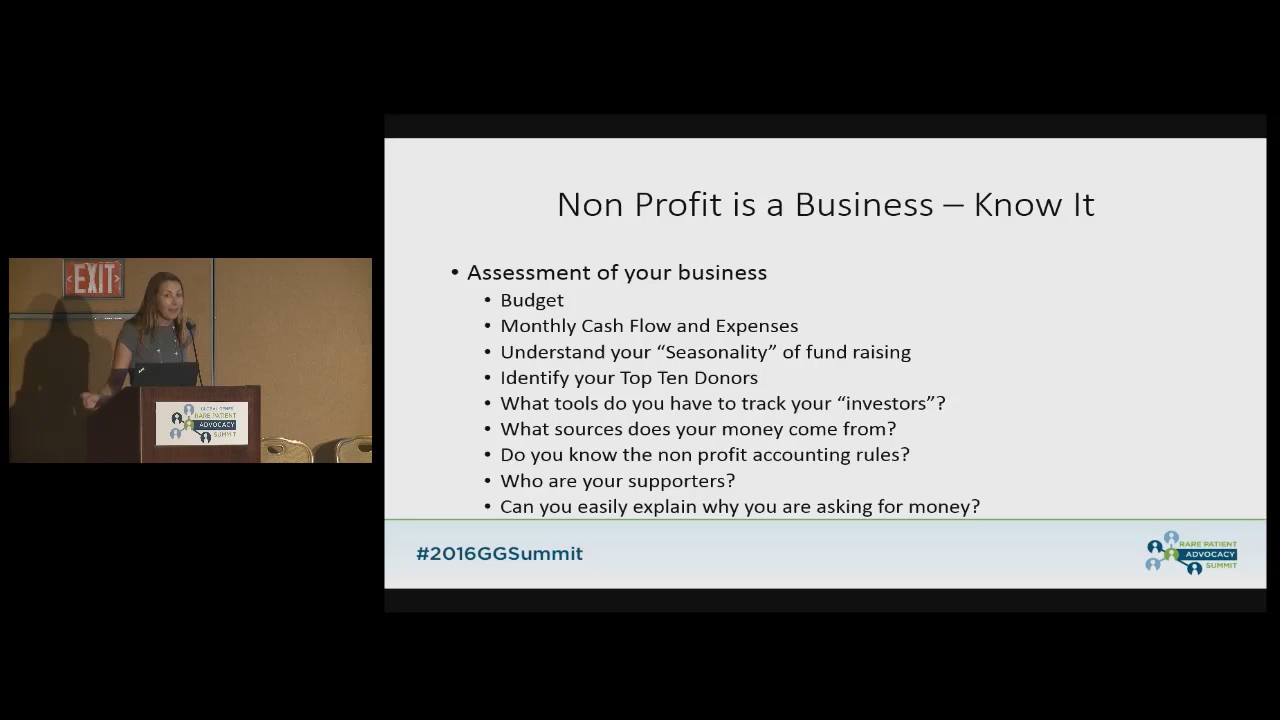 EXIT
GLOBAL GENES
RARE PATIENT
ADVOCACY
SUMMIT
Non Profit is a Business – Know It
• Assessment of your business
• Budget
• Monthly Cash Flow and Expenses
• Understand your “Seasonality” of fund raising
• Identify your Top Ten Donors
• What tools do you have to track your “investors”?
• What sources does your money come from?
• Do you know the non profit accounting rules?
• Who are your supporters?
• Can you easily explain why you are asking for money?
#2016GGSummit
RARE PATIENT
ADVOCACY
SUMMIT